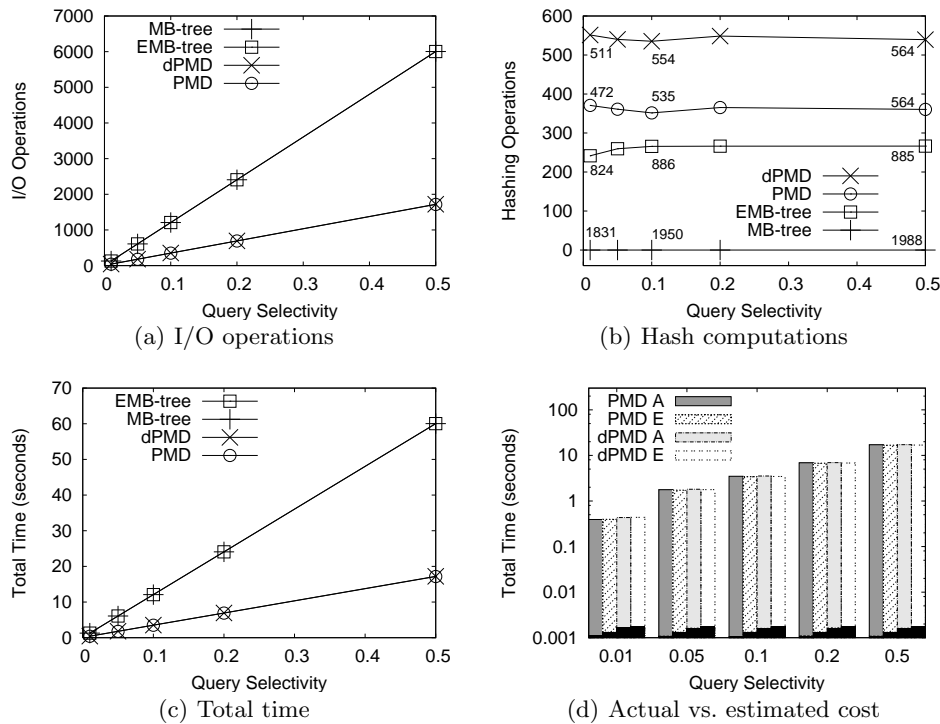 7000
6000
5000
4000
3000
2000
1000
0
I/O Operations
MB-tree
EMB-tree
dPMD
PMD
0 0.1 0.2 0.3 0.4 0.5
Query Selectivity
(a) I/O operations
600
500
400
300
200
100
0
Hashing Operations
511
554
564
472
535
564
824
886
885
dPMD
PMD
EMB-tree
MB-tree
1831
1950
1988
0 0.1 0.2 0.3 0.4 0.5
Query Selectivity
(b) Hash computations
70
60
50
40
30
20
10
0
Total Time (seconds)
EMB-tree
MB-tree
dPMD
PMD
0 0.1 0.2 0.3 0.4 0.5
Query Selectivity
(c) Total time
100
10
1
0.1
0.01
0.001
Total Time (seconds)
PMD A
PMD E
dPMD A
dPMD E
0.01 0.05 0.1 0.2 0.5
Query Selectivity
(d) Actual vs. estimated cost